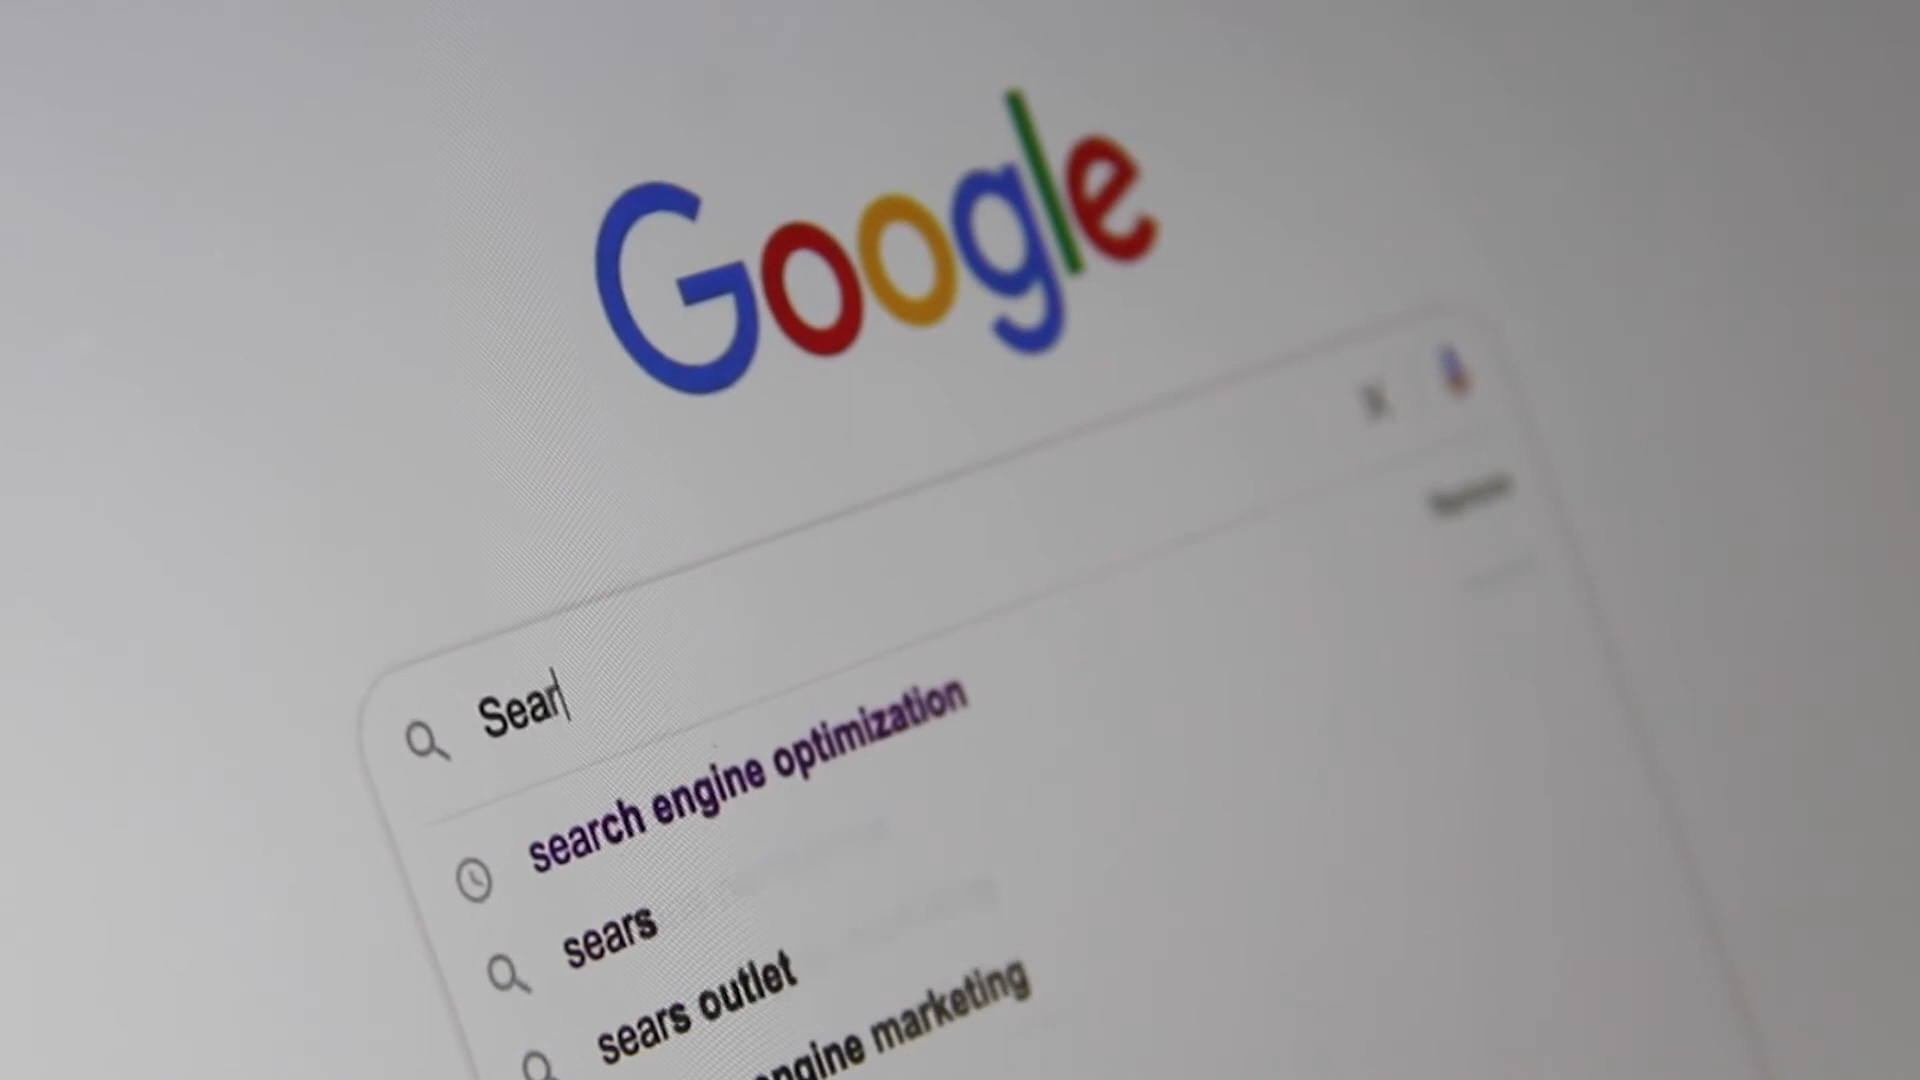 Google
Sear
search engine optimization
sears
sears outlet
engine marketing